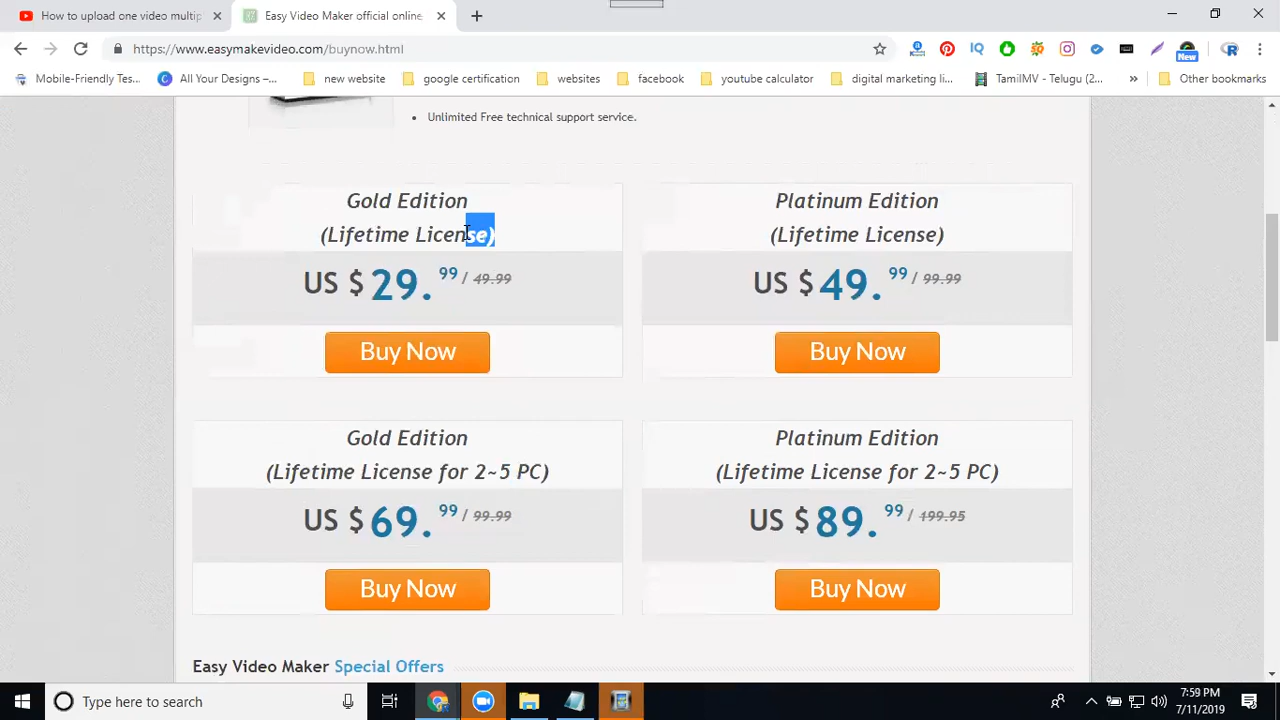 How to upload one video multip
Easy Video Maker official online
https://www.easymakevideo.com/buynow.html
New
Mobile-Friendly Tes...
All Your Designs –...
new website
google certification
websites
facebook
youtube calculator
digital marketing li...
TamilMV - Telugu (2...
Other bookmarks
• Unlimited Free technical support service.
Gold Edition
(Lifetime License)
US $ 29.99 / 49.99
Buy Now
Platinum Edition
(Lifetime License)
US $ 49.99 / 99.99
Buy Now
Gold Edition
(Lifetime License for 2~5 PC)
US $ 69.99 / 99.99
Buy Now
Platinum Edition
(Lifetime License for 2~5 PC)
US $ 89.99 / 199.95
Buy Now
Easy Video Maker Special Offers
Type here to search
7:59 PM
7/11/2019